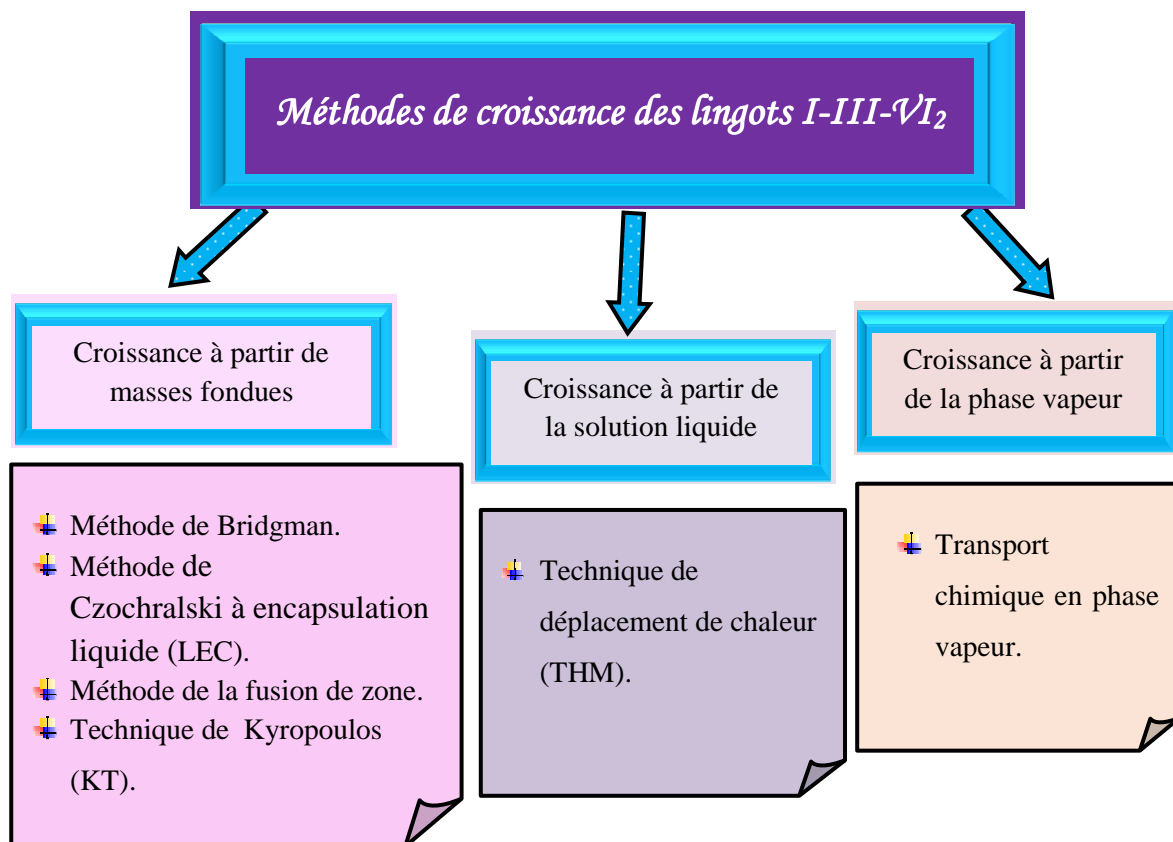 Méthodes de croissance des lingots I-III-VI₂
Croissance à partir de
masses fondues
Croissance à partir de
la solution liquide
Croissance à partir
de la phase vapeur
Méthode de Bridgman.
Méthode de
Czochralski à encapsulation
liquide (LEC).
Méthode de la fusion de zone.
Technique de Kyropoulos
(KT).
Technique de
déplacement de chaleur
(THM).
Transport
chimique en phase
vapeur.